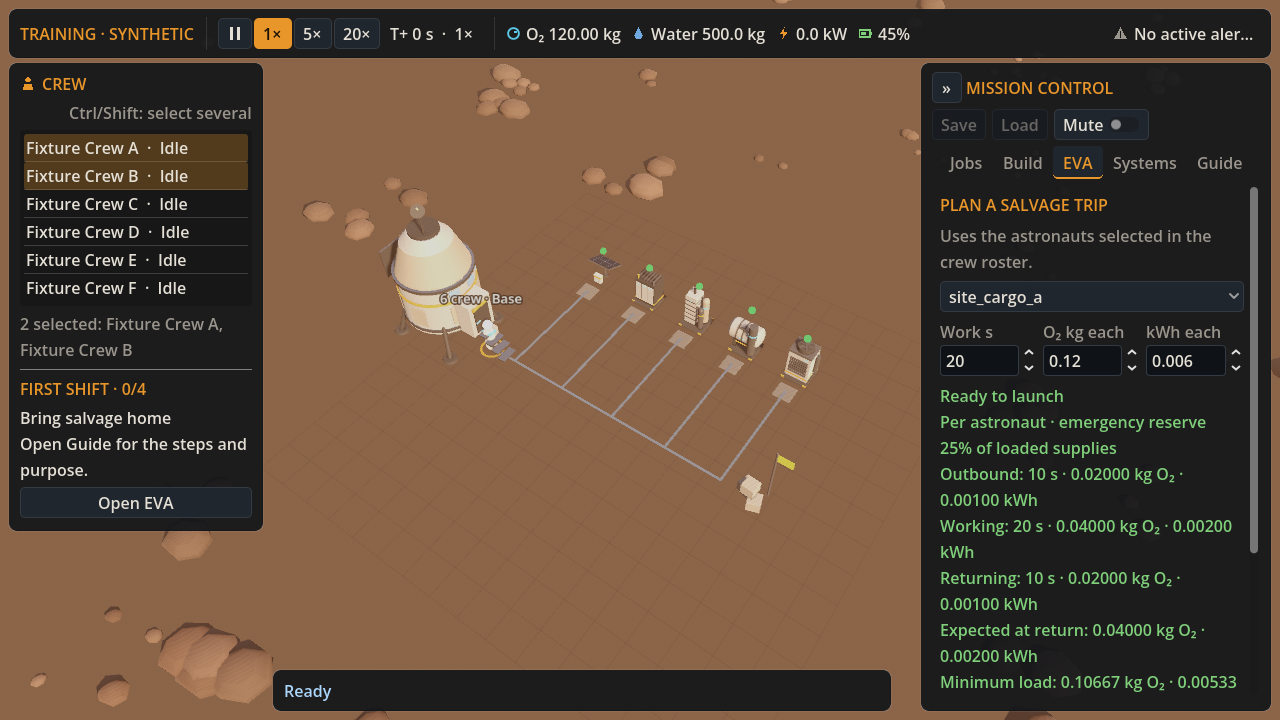 TRAINING · SYNTHETIC
1×
5×
20×
T+ 0 s · 1×
O₂ 120.00 kg
Water 500.0 kg
0.0 kW
45%
No active aler...
CREW
Ctrl/Shift: select several
Fixture Crew A · Idle
Fixture Crew B · Idle
Fixture Crew C · Idle
Fixture Crew D · Idle
Fixture Crew E · Idle
Fixture Crew F · Idle
2 selected: Fixture Crew A,
Fixture Crew B
FIRST SHIFT · 0/4
Bring salvage home
Open Guide for the steps and
purpose.
Open EVA
6 crew · Base
Ready
»
MISSION CONTROL
Save
Load
Mute
Jobs
Build
EVA
Systems
Guide
PLAN A SALVAGE TRIP
Uses the astronauts selected in the
crew roster.
site_cargo_a
Work s
O₂ kg each
kWh each
20
0.12
0.006
Ready to launch
Per astronaut · emergency reserve
25% of loaded supplies
Outbound: 10 s · 0.02000 kg O₂ ·
0.00100 kWh
Working: 20 s · 0.04000 kg O₂ · 0.00200
kWh
Returning: 10 s · 0.02000 kg O₂ ·
0.00100 kWh
Expected at return: 0.04000 kg O₂ ·
0.00200 kWh
Minimum load: 0.10667 kg O₂ · 0.00533